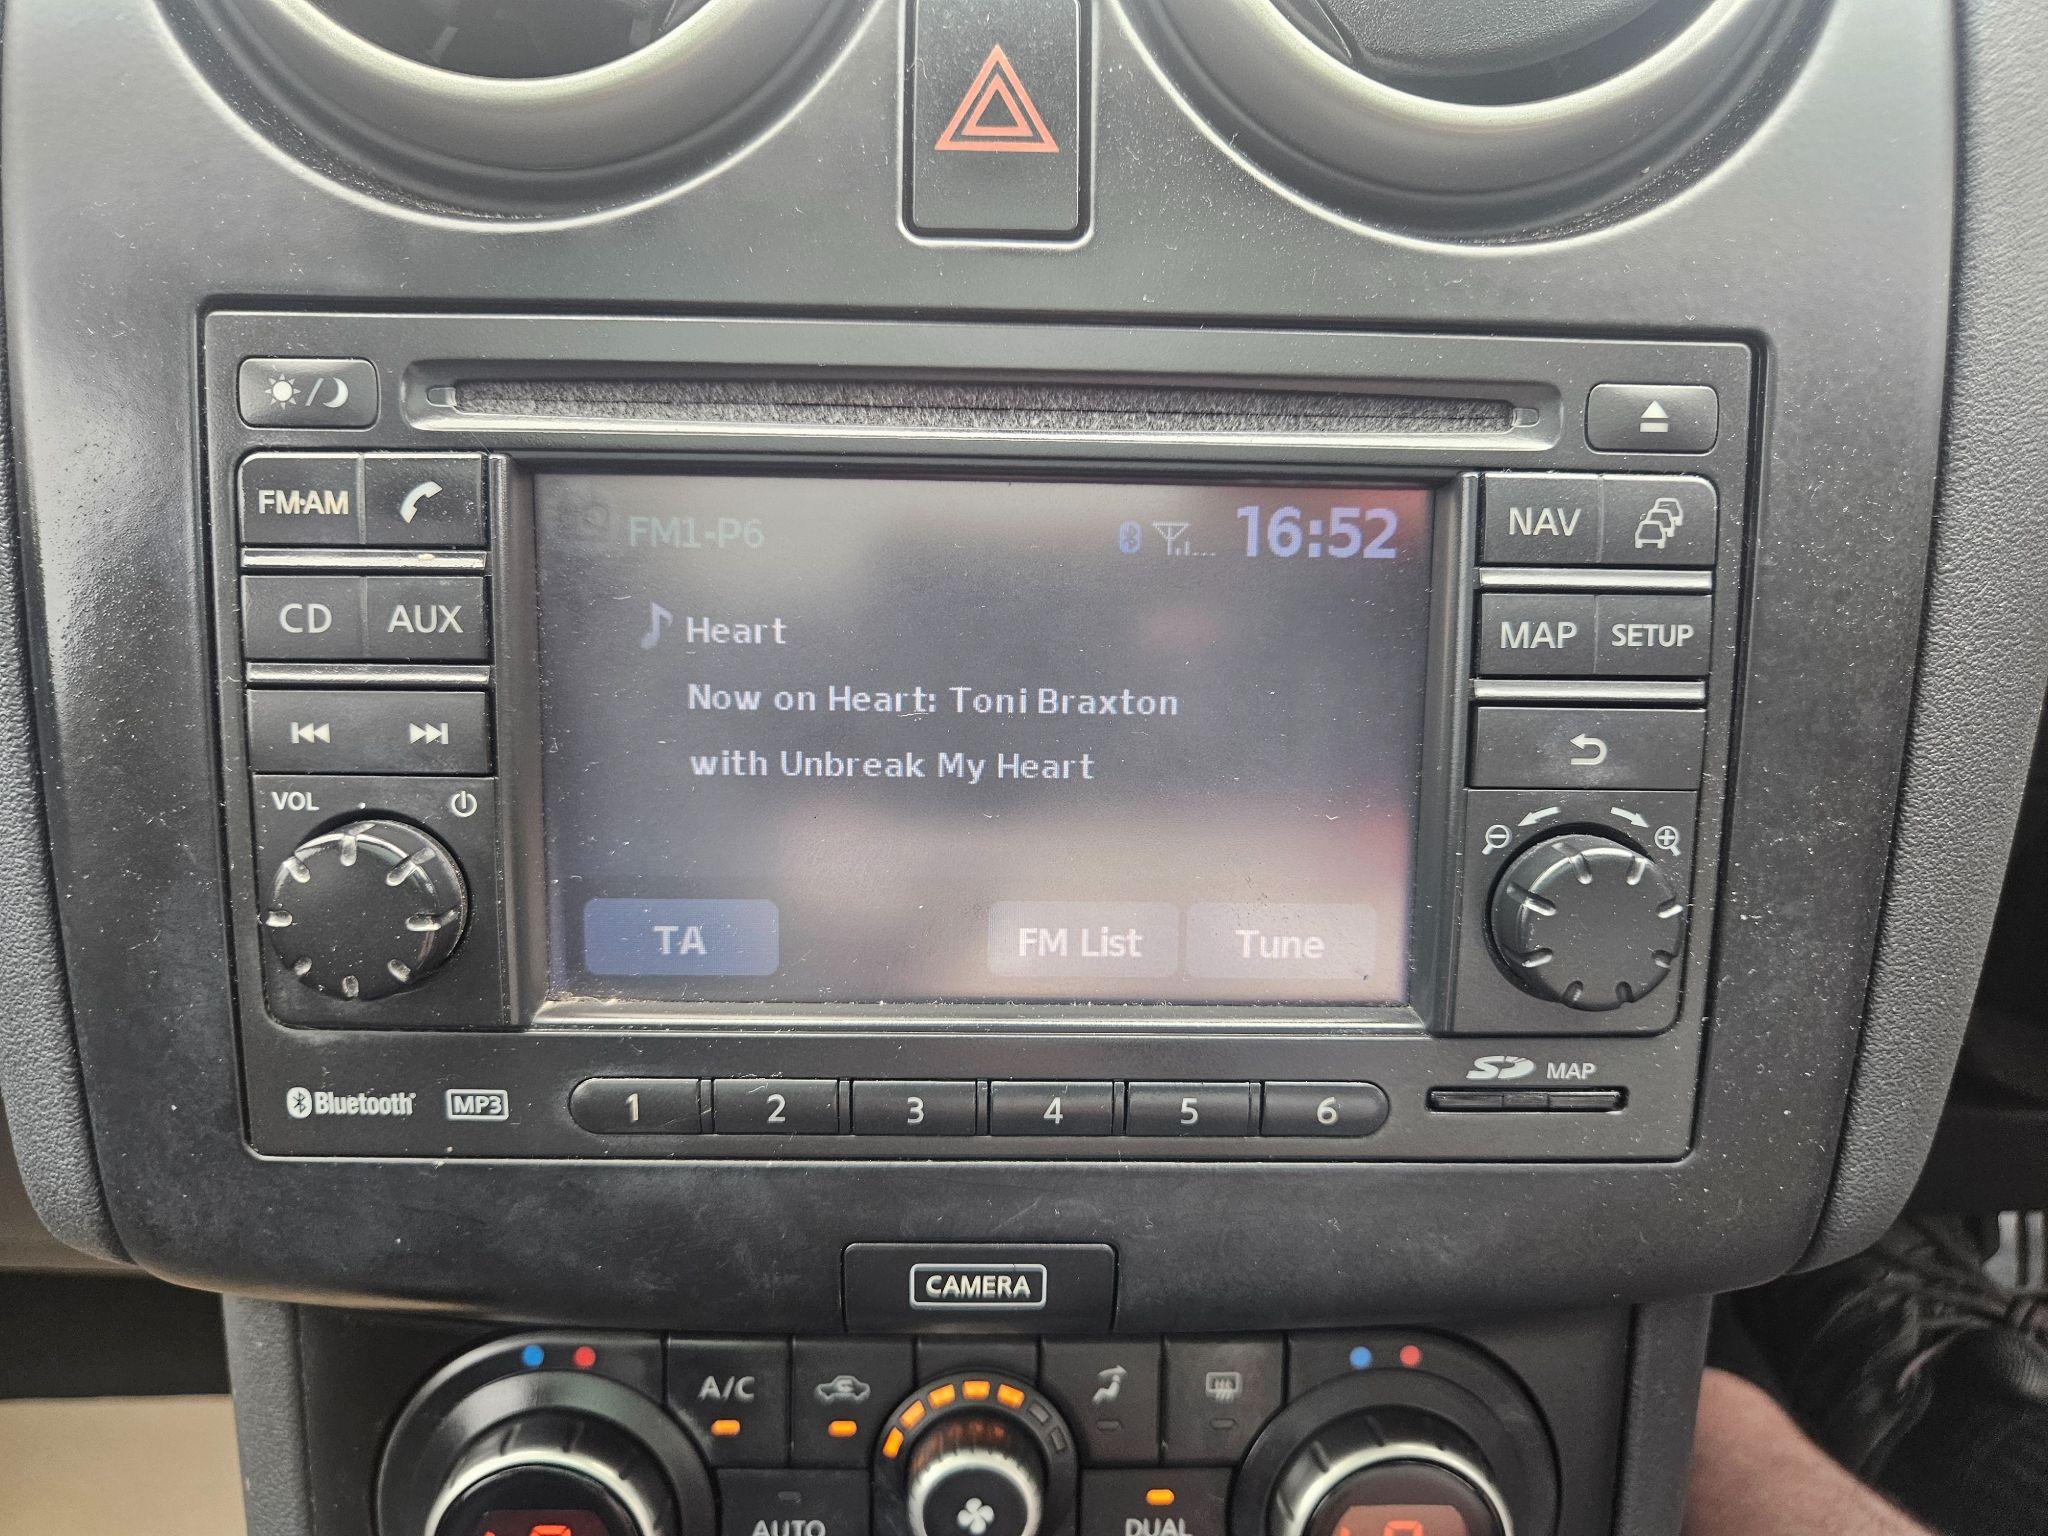 FM·AM
CD AUX
VOL
FM1-P6 16:52
Heart
Now on Heart: Toni Braxton
with Unbreak My Heart
TA FM List Tune
NAV
MAP SETUP
Bluetooth MP3 1 2 3 4 5 6 SD MAP
CAMERA
A/C
AUTO DUAL